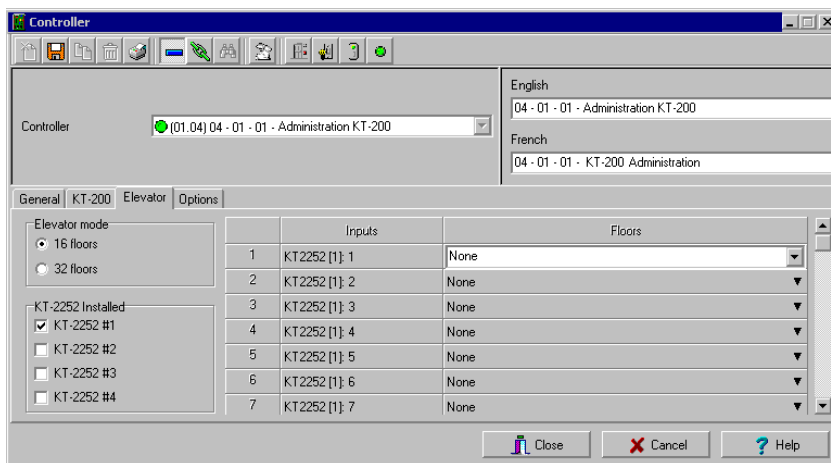 Controller
English
04 - 01 - 01 - Administration KT-200
Controller
(01.04) 04 - 01 - 01 - Administration KT-200
French
04 - 01 - 01 - KT-200 Administration
General KT-200 Elevator Options
Elevator mode
16 floors
32 floors
KT-2252 Installed
KT-2252 #1
KT-2252 #2
KT-2252 #3
KT-2252 #4
Inputs Floors
1 KT2252 [1]: 1 None
2 KT2252 [1]: 2 None
3 KT2252 [1]: 3 None
4 KT2252 [1]: 4 None
5 KT2252 [1]: 5 None
6 KT2252 [1]: 6 None
7 KT2252 [1]: 7 None
Close Cancel Help